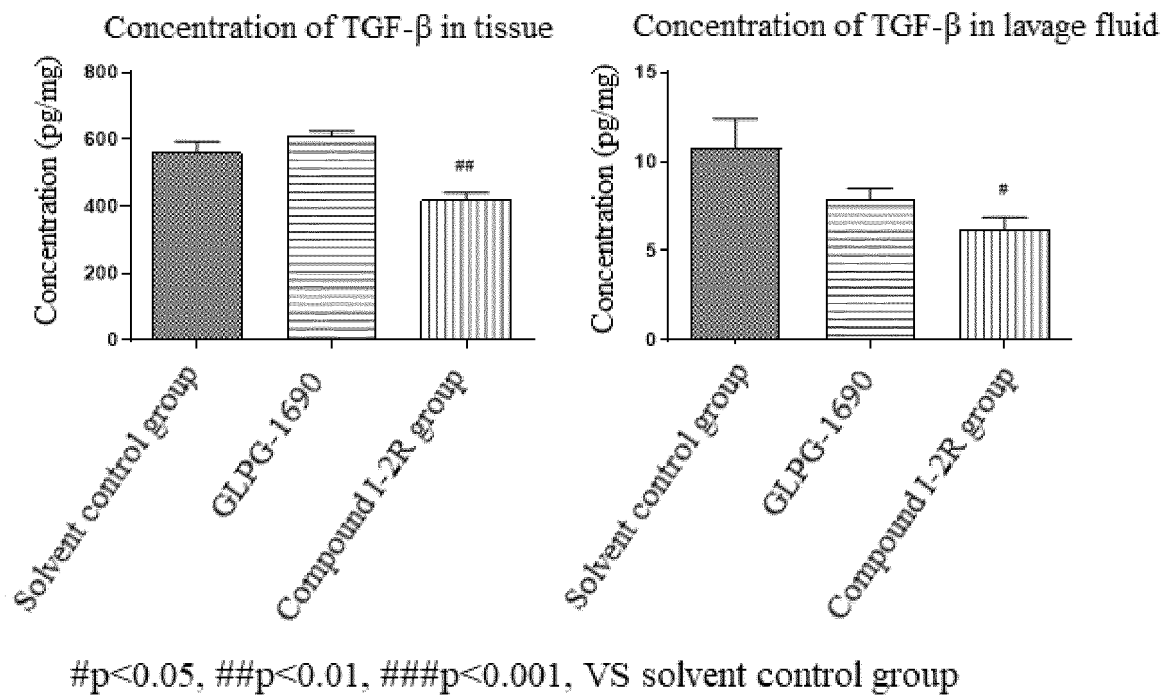 Concentration of TGF-β in tissue
Concentration (pg/mg)
800
600
400
200
0
##
Solvent control group
GLPG-1690
Compound I-2R group
Concentration of TGF-β in lavage fluid
Concentration (pg/mg)
15
10
5
0
#
Solvent control group
GLPG-1690
Compound I-2R group
#p<0.05, ##p<0.01, ###p<0.001, VS solvent control group